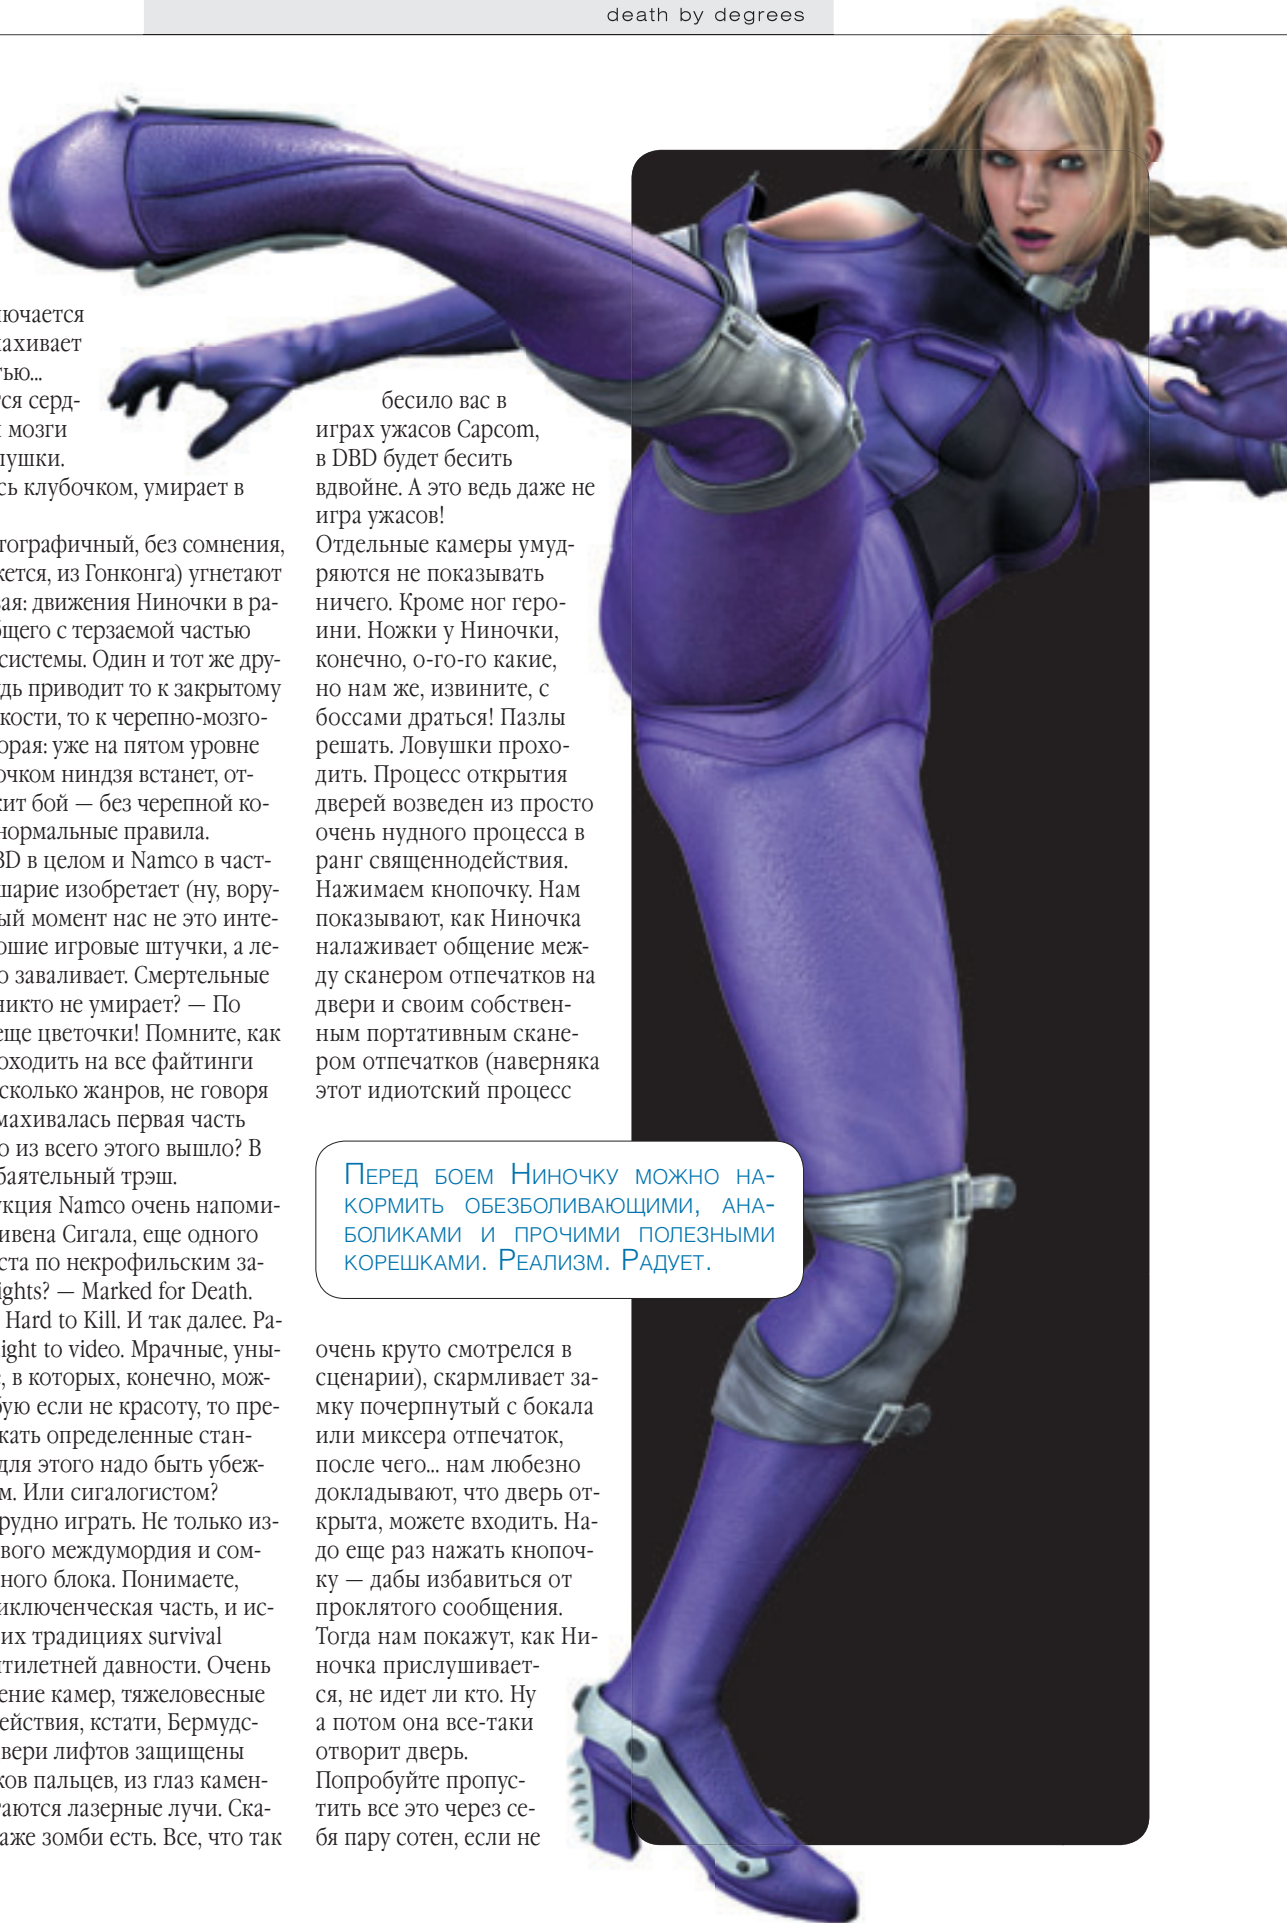 death by degrees
лючается
ахивает
тью...
ся серд-
мозги
лушки.
сь клубочком, умирает в
тографичный, без сомнения,
жется, из Гонконга) угнетают
вая: движения Ниночки в ра-
бщего с терзаемой частью
системы. Один и тот же дру-
дь приводит то к закрытому
кости, то к черепно-мозго-
орая: уже на пятом уровне
очком ниндзя встанет, от-
жит бой — без черепной ко-
нормальные правила.
BD в целом и Namco в част-
шарие изобретает (ну, вору-
ый момент нас не это инте-
ошие игровые штучки, а ле-
о заваливает. Смертельные
никто не умирает? — По
еще цветочки! Помните, как
оходить на все файтинги
сколько жанров, не говоря
махивалась первая часть
о из всего этого вышло? В
баятельный трэш.
укция Namco очень напоми-
ивена Сигала, еще одного
ста по некрофильским за-
ights? — Marked for Death.
Hard to Kill. И так далее. Ра-
ight to video. Мрачные, уны-
, в которых, конечно, мож-
бую если не красоту, то пре-
кать определенные стан-
для этого надо быть убеж-
м. Или сигалогистом?
рудно играть. Не только из-
вого междумордия и сом-
ного блока. Понимаете,
иключенческая часть, и ис-
их традициях survival
тилетней давности. Очень
ение камер, тяжеловесные
ействия, кстати, Бермудс-
вери лифтов защищены
ков пальцев, из глаз камен-
таются лазерные лучи. Ска-
аже зомби есть. Все, что так
бесило вас в
играх ужасов Capcom,
в DBD будет бесить
вдвойне. А это ведь даже не
игра ужасов!
Отдельные камеры умуд-
ряются не показывать
ничего. Кроме ног геро-
ини. Ножки у Ниночки,
конечно, о-го-го какие,
но нам же, извините, с
боссами драться! Пазлы
решать. Ловушки прохо-
дить. Процесс открытия
дверей возведен из просто
очень нудного процесса в
ранг священнодействия.
Нажимаем кнопочку. Нам
показывают, как Ниночка
налаживает общение меж-
ду сканером отпечатков на
двери и своим собствен-
ным портативным скане-
ром отпечатков (наверняка
этот идиотский процесс
Перед боем Ниночку можно на-
кормить обезболивающими, ана-
боликами и прочими полезными
корешками. Реализм. Радует.
очень круто смотрелся в
сценарии), скармливает за-
мку почерпнутый с бокала
или миксера отпечаток,
после чего... нам любезно
докладывают, что дверь от-
крыта, можете входить. На-
до еще раз нажать кнопоч-
ку — дабы избавиться от
проклятого сообщения.
Тогда нам покажут, как Ни-
ночка прислушивает-
ся, не идет ли кто. Ну
а потом она все-таки
отворит дверь.
Попробуйте пропус-
тить все это через се-
бя пару сотен, если не